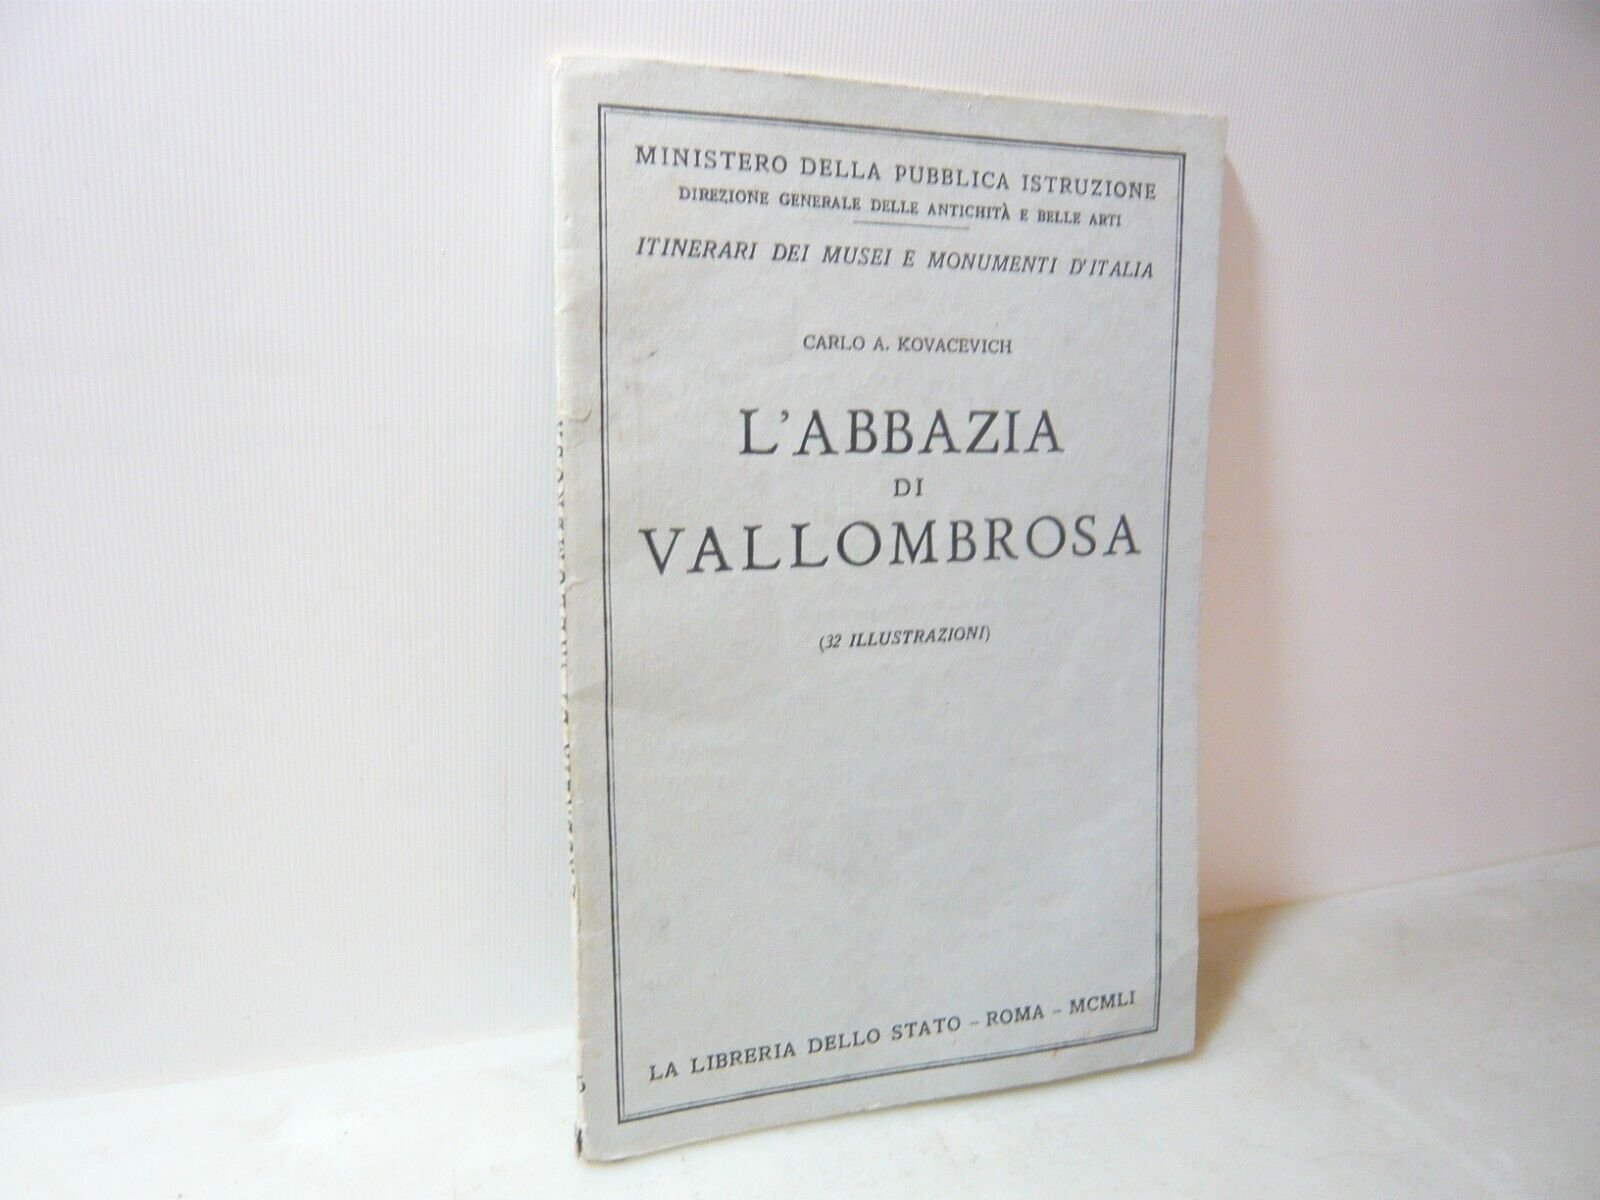 MINISTERO DELLA PUBBLICA ISTRUZIONE
DIREZIONE GENERALE DELLE ANTICHITÀ E BELLE ARTI
ITINERARI DEI MUSEI E MONUMENTI D'ITALIA
CARLO A. KOVACEVICH
L'ABBAZIA
DI
VALLOMBROSA
(32 ILLUSTRAZIONI)
LA LIBRERIA DELLO STATO – ROMA – MCMLI